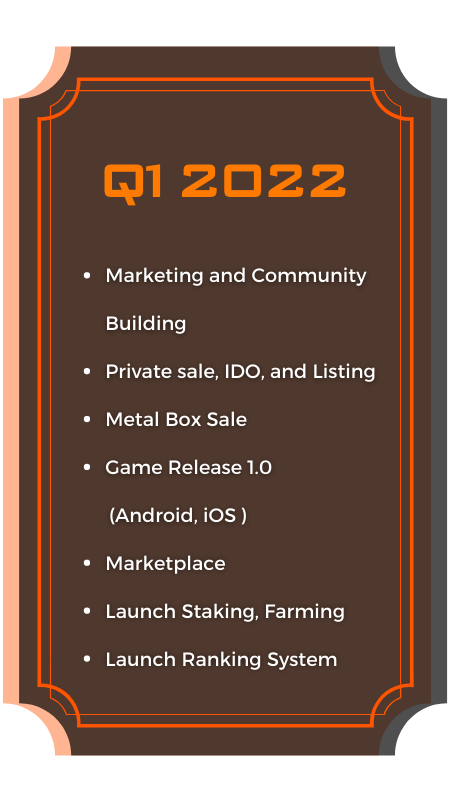 Q1 2022
• Marketing and Community
Building
• Private sale, IDO, and Listing
• Metal Box Sale
• Game Release 1.0
(Android, iOS )
• Marketplace
• Launch Staking, Farming
• Launch Ranking System